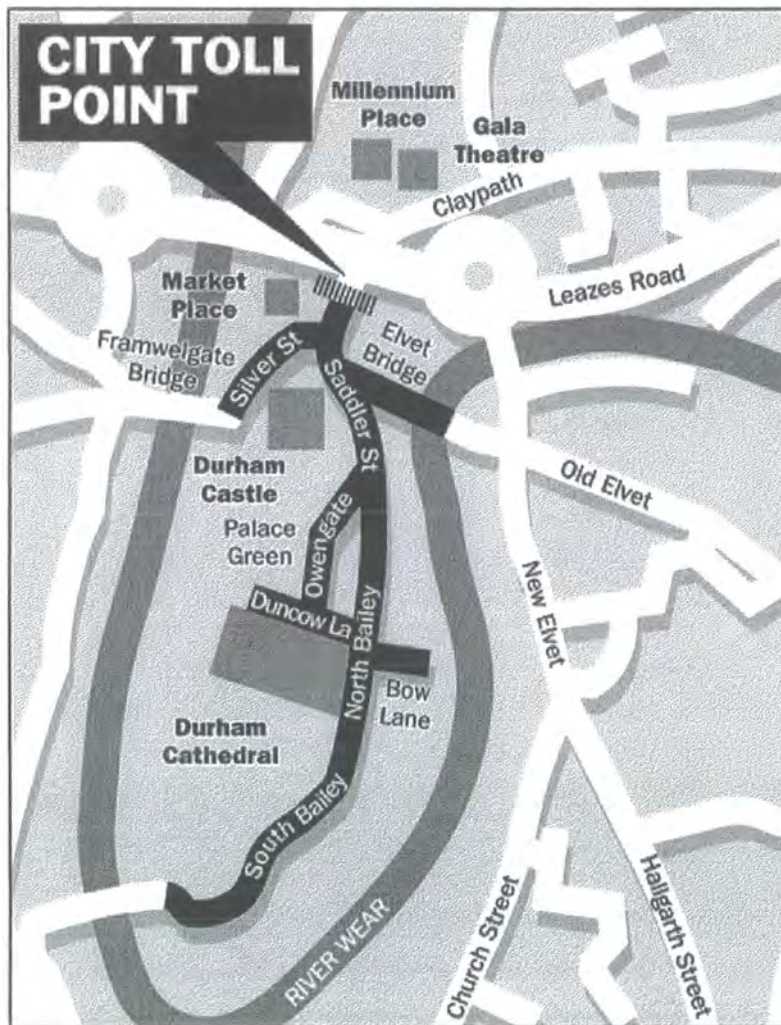 CITY TOLL
POINT
Millennium
Place
Gala
Theatre
Claypath
Market
Place
Leazes Road
Framwelgate
Bridge
Silver St
Elvet
Bridge
Saddler St
Durham
Castle
Old Elvet
Palace
Green
Owengate
New Elvet
Duncow La
North Bailey
Bow
Lane
Durham
Cathedral
South Bailey
RIVER WEAR
Church Street
Hallgarth Street